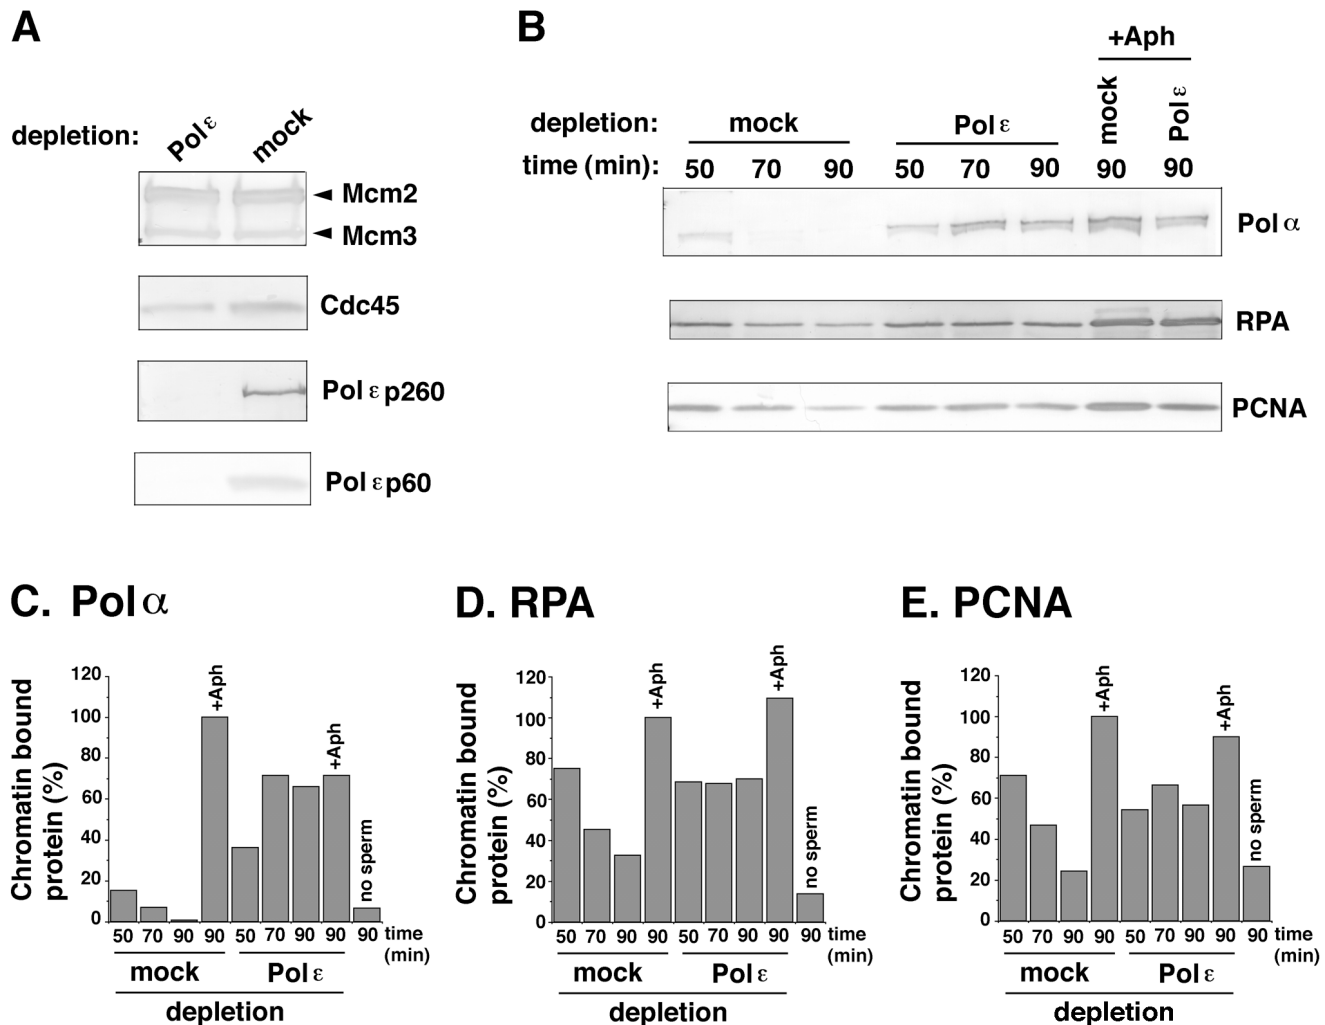 A
depletion: Pol ε mock
Mcm2
Mcm3
Cdc45
Pol ε p260
Pol ε p60
B
+Aph
depletion: mock Pol ε mock Pol ε
time (min): 50 70 90 50 70 90 90 90
Pol α
RPA
PCNA
C. Pol α
Chromatin bound
protein (%)
120
100
80
60
40
20
0
+Aph
+Aph
no sperm
50 70 90 90 50 70 90 90 90 time
(min)
mock Pol ε
depletion
D. RPA
Chromatin bound
protein (%)
120
100
80
60
40
20
0
+Aph
+Aph
no sperm
50 70 90 90 50 70 90 90 90 time
(min)
mock Pol ε
depletion
E. PCNA
Chromatin bound
protein (%)
120
100
80
60
40
20
0
+Aph
+Aph
no sperm
50 70 90 90 50 70 90 90 90 time
(min)
mock Pol ε
depletion